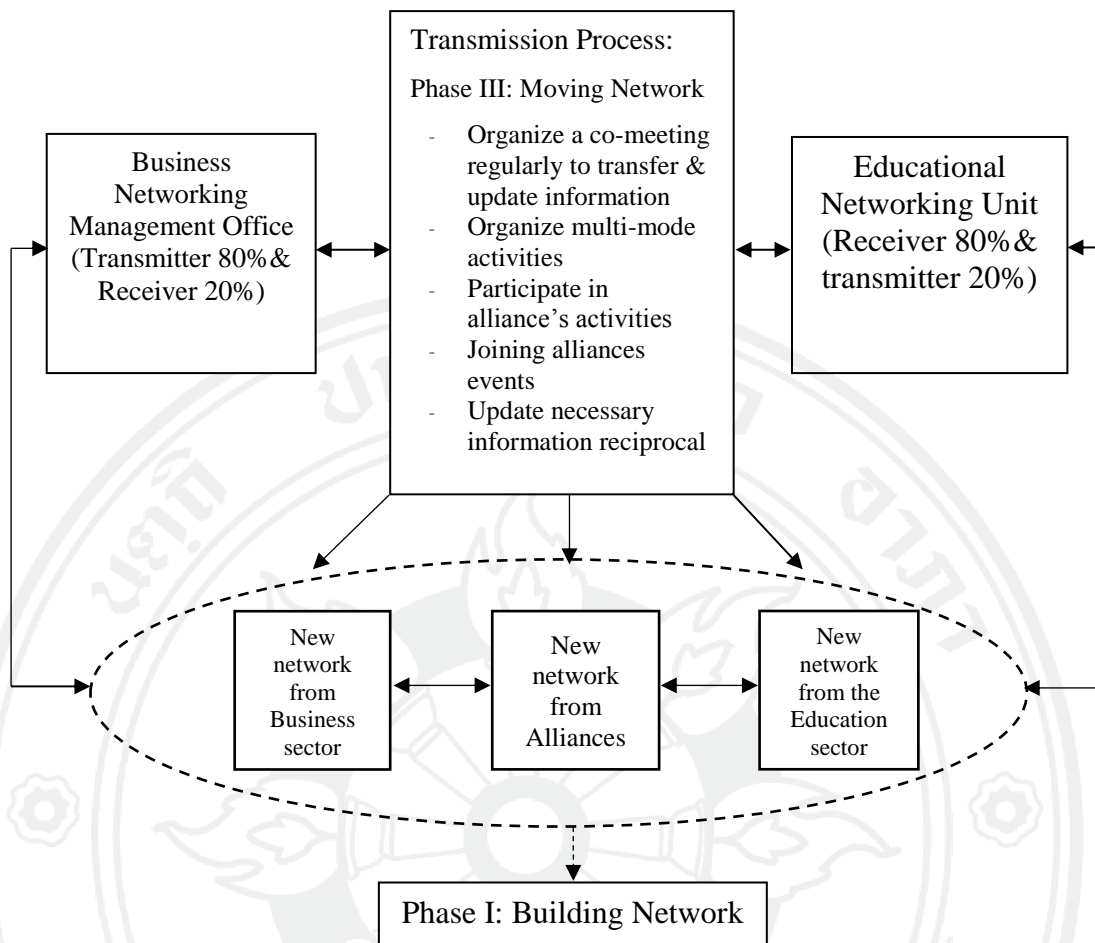 Transmission Process:
Phase III: Moving Network
- Organize a co-meeting
regularly to transfer &
update information
- Organize multi-mode
activities
- Participate in
alliance's activities
- Joining alliances
events
- Update necessary
information reciprocal
Business
Networking
Management Office
(Transmitter 80%&
Receiver 20%)
Educational
Networking Unit
(Receiver 80%&
transmitter 20%)
New
network
from
Business
sector
New
network
from
Alliances
New
network
from the
Education
sector
Phase I: Building Network